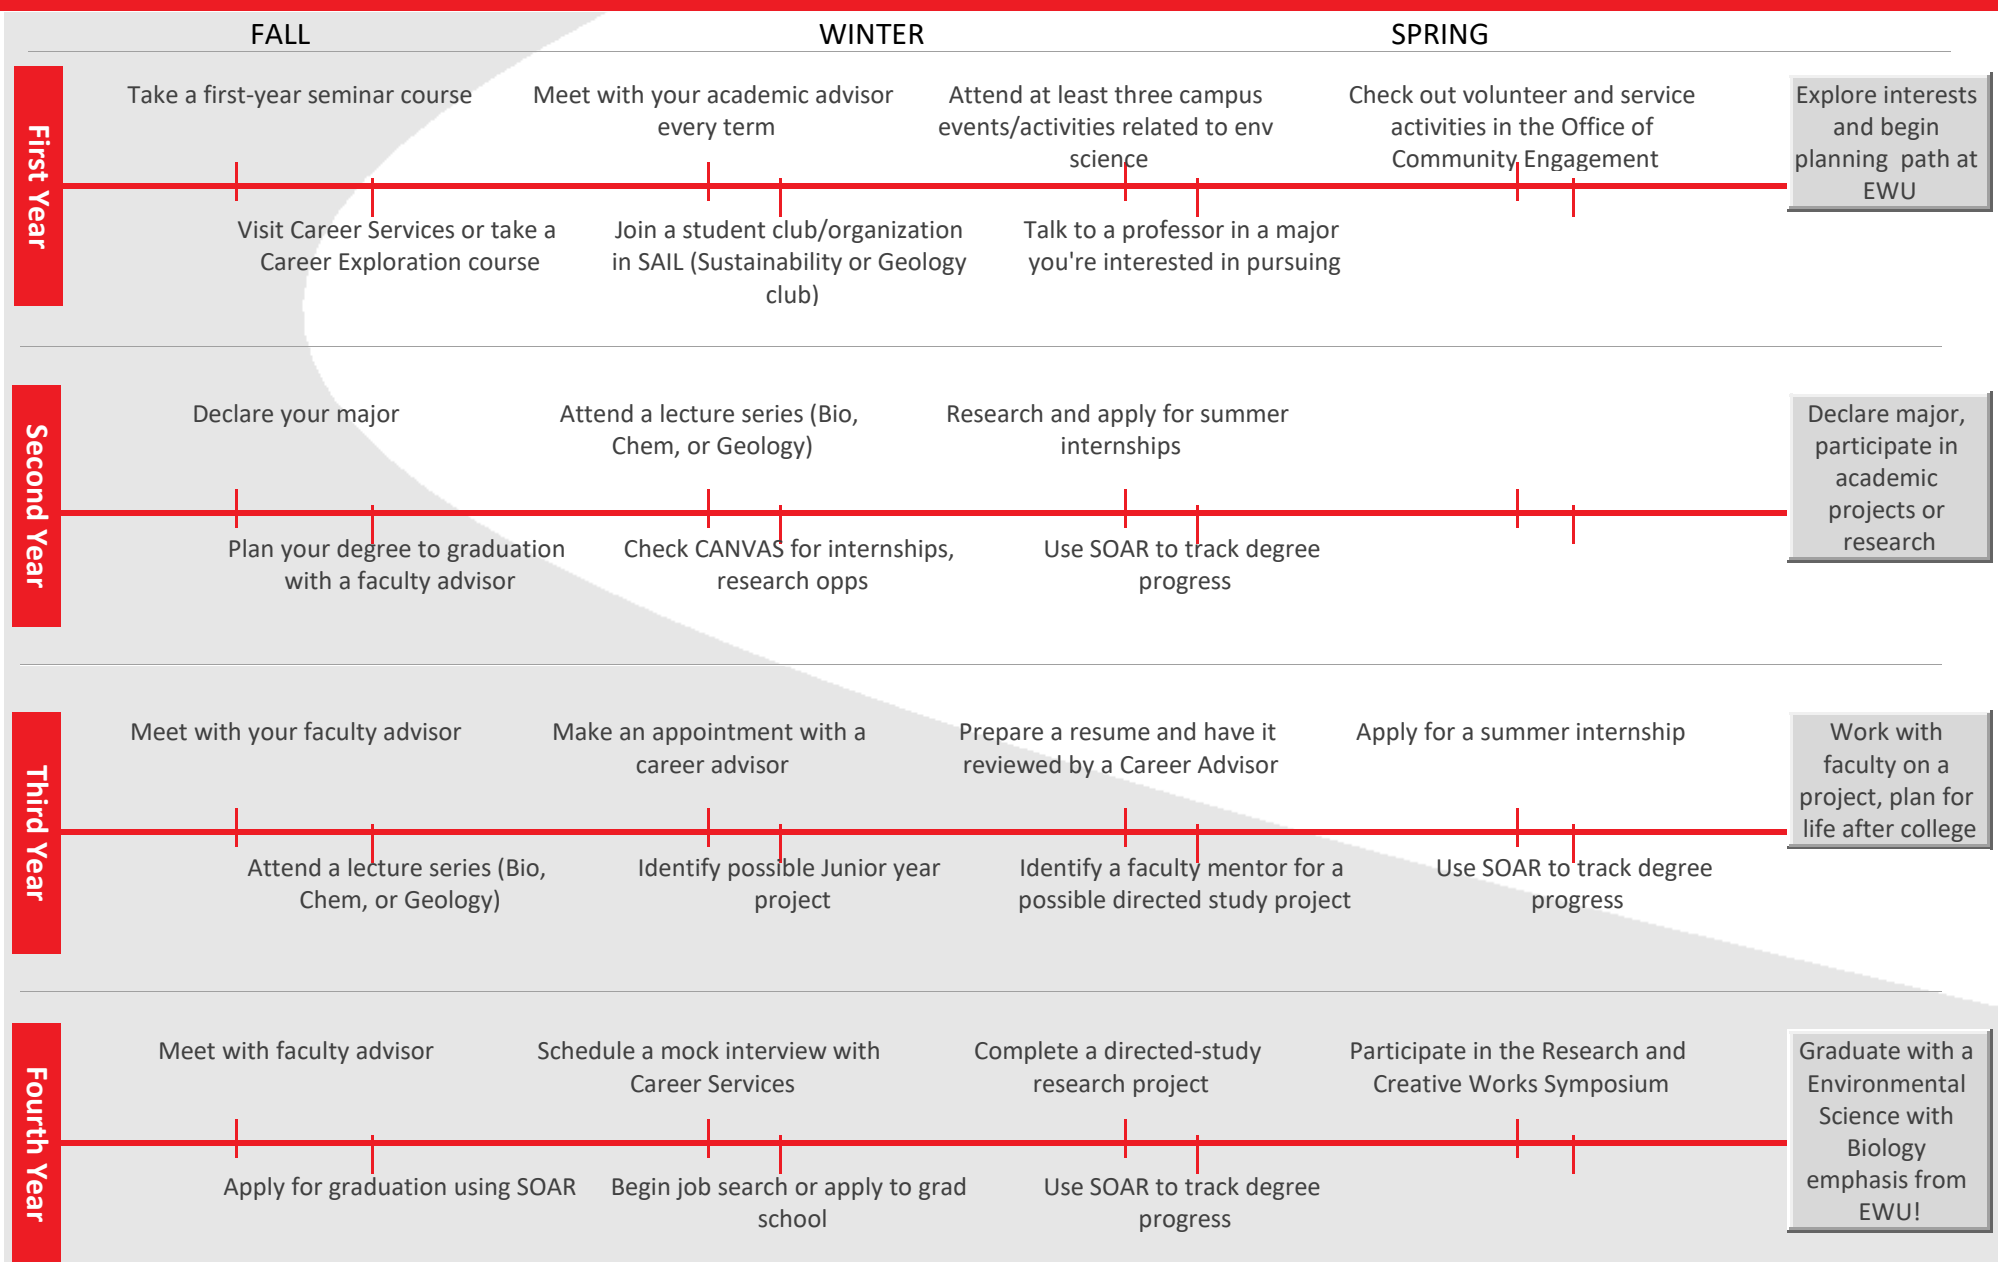 FALL
WINTER
SPRING
First Year
Take a first-year seminar course
Meet with your academic advisor
every term
Attend at least three campus
events/activities related to env
science
Check out volunteer and service
activities in the Office of
Community Engagement
Visit Career Services or take a
Career Exploration course
Join a student club/organization
in SAIL (Sustainability or Geology
club)
Talk to a professor in a major
you're interested in pursuing
Explore interests
and begin
planning path at
EWU
Second Year
Declare your major
Attend a lecture series (Bio,
Chem, or Geology)
Research and apply for summer
internships
Plan your degree to graduation
with a faculty advisor
Check CANVAS for internships,
research opps
Use SOAR to track degree
progress
Declare major,
participate in
academic
projects or
research
Third Year
Meet with your faculty advisor
Make an appointment with a
career advisor
Prepare a resume and have it
reviewed by a Career Advisor
Apply for a summer internship
Attend a lecture series (Bio,
Chem, or Geology)
Identify possible Junior year
project
Identify a faculty mentor for a
possible directed study project
Use SOAR to track degree
progress
Work with
faculty on a
project, plan for
life after college
Fourth Year
Meet with faculty advisor
Schedule a mock interview with
Career Services
Complete a directed-study
research project
Participate in the Research and
Creative Works Symposium
Apply for graduation using SOAR
Begin job search or apply to grad
school
Use SOAR to track degree
progress
Graduate with a
Environmental
Science with
Biology
emphasis from
EWU!